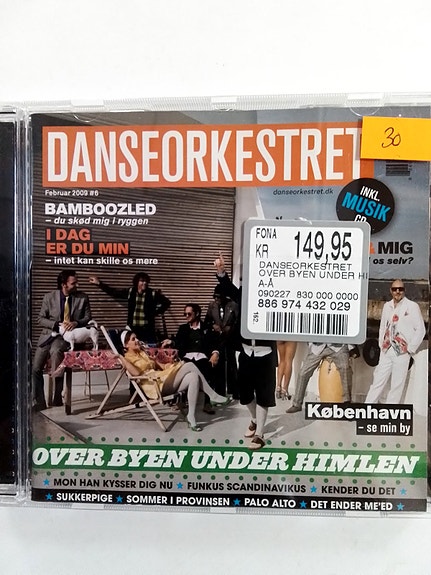 DANSEORKESTRET
30
Februar 2009 #6
danseorkestret.dk
INKL
MUSIK
CD
BAMBOOZLED
– du skød mig i ryggen
I DAG
ER DU MIN
– intet kan skille os mere
MIG
os selv?
FONA
KR 149,95
DANSEORKESTRET
OVER BYEN UNDER HI
A-Å
090227 830 000 0000
886 974 432 029
162
København
– se min by
OVER BYEN UNDER HIMLEN
MON HAN KYSSER DIG NU ★ FUNKUS SCANDINAVIKUS ★ KENDER DU DET ★
★ SUKKERPIGE ★ SOMMER I PROVINSEN ★ PALO ALTO ★ DET ENDER ME'ED ★